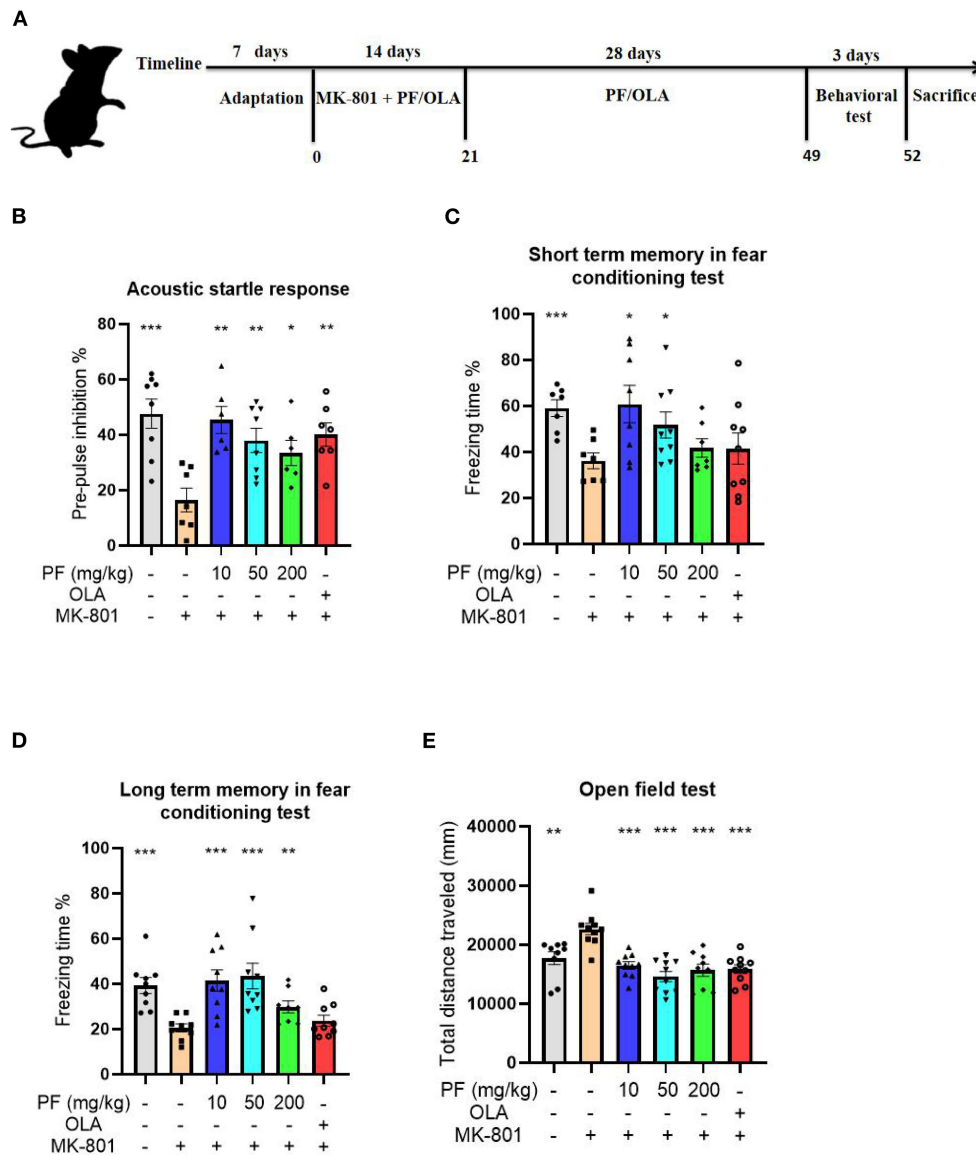 A
Timeline 7 days 14 days 28 days 3 days
Adaptation MK-801 + PF/OLA PF/OLA Behavioral test Sacrifice
0 21 49 52
B
Acoustic startle response
*** ** ** * **
Pre-pulse inhibition %
80
60
40
20
0
PF (mg/kg) - - 10 50 200 -
OLA +
MK-801 - + + + + +
C
Short term memory in fear
conditioning test
*** * *
Freezing time %
100
80
60
40
20
0
PF (mg/kg) - - 10 50 200 -
OLA +
MK-801 - + + + + +
D
Long term memory in fear
conditioning test
*** *** *** **
Freezing time %
100
80
60
40
20
0
PF (mg/kg) - - 10 50 200 -
OLA +
MK-801 - + + + + +
E
Open field test
** *** *** *** ***
Total distance traveled (mm)
40000
30000
20000
10000
0
PF (mg/kg) - - 10 50 200 -
OLA +
MK-801 - + + + + +